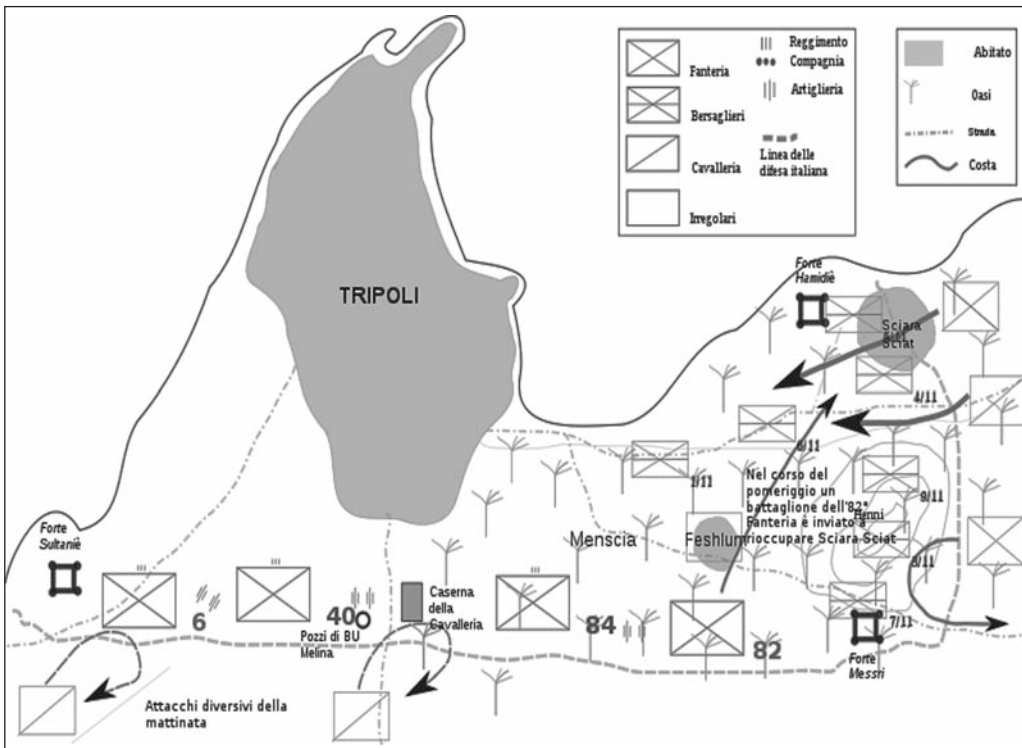 Fanteria
Bersaglieri
Cavalleria
Irregolari
Reggimento
Compagnia
Artiglieria
Linea delle
difesa italiana
Abitato
Oasi
Strada
Costa
TRIPOLI
Forte
Hamidiè
Sciara
Sciat
5/11
4/11
6/11
1/11
9/11
Henni
8/11
7/11
Nel corso del
pomeriggio un
battaglione dell'82°
Fanteria è inviato a
rioccupare Sciara Sciat
Menscia
Feshlum
Forte
Sultaniè
6
40
Pozzi di BU
Melina
Caserma
della
Cavalleria
84
82
Forte
Messri
Attacchi diversivi della
mattinata